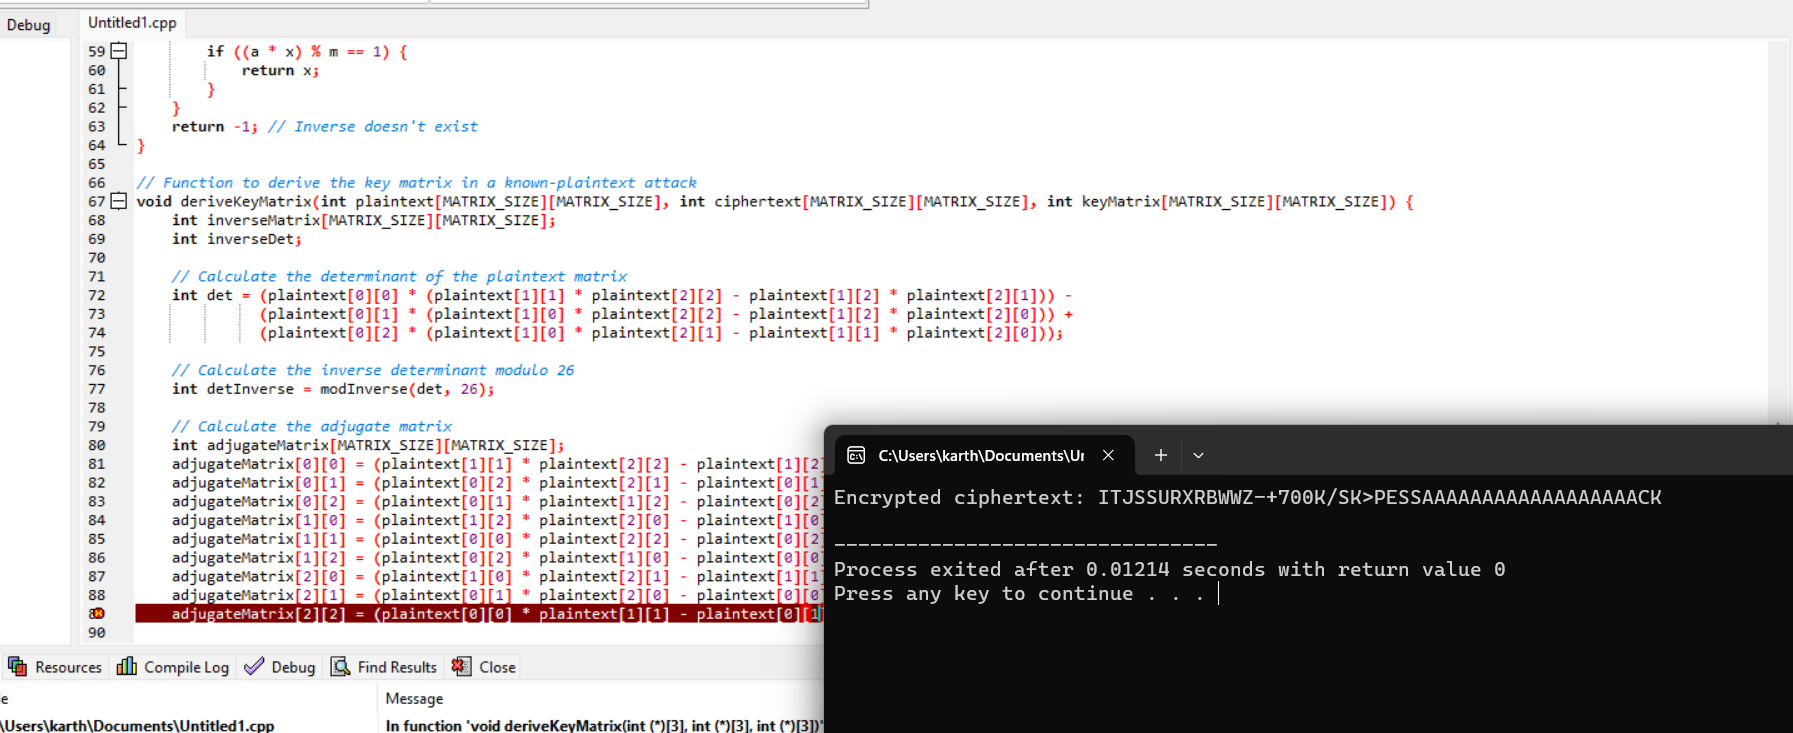 Debug
Untitled1.cpp
59 if ((a * x) % m == 1) {
60 return x;
61 }
62 }
63 return -1; // Inverse doesn't exist
64 }
65
66 // Function to derive the key matrix in a known-plaintext attack
67 void deriveKeyMatrix(int plaintext[MATRIX_SIZE][MATRIX_SIZE], int ciphertext[MATRIX_SIZE][MATRIX_SIZE], int keyMatrix[MATRIX_SIZE][MATRIX_SIZE]) {
68 int inverseMatrix[MATRIX_SIZE][MATRIX_SIZE];
69 int inverseDet;
70
71 // Calculate the determinant of the plaintext matrix
72 int det = (plaintext[0][0] * (plaintext[1][1] * plaintext[2][2] - plaintext[1][2] * plaintext[2][1])) -
73 (plaintext[0][1] * (plaintext[1][0] * plaintext[2][2] - plaintext[1][2] * plaintext[2][0])) +
74 (plaintext[0][2] * (plaintext[1][0] * plaintext[2][1] - plaintext[1][1] * plaintext[2][0]));
75
76 // Calculate the inverse determinant modulo 26
77 int detInverse = modInverse(det, 26);
78
79 // Calculate the adjugate matrix
80 int adjugateMatrix[MATRIX_SIZE][MATRIX_SIZE];
81 adjugateMatrix[0][0] = (plaintext[1][1] * plaintext[2][2] - plaintext[1][2]
82 adjugateMatrix[0][1] = (plaintext[0][2] * plaintext[2][1] - plaintext[0][1]
83 adjugateMatrix[0][2] = (plaintext[0][1] * plaintext[1][2] - plaintext[0][2]
84 adjugateMatrix[1][0] = (plaintext[1][2] * plaintext[2][0] - plaintext[1][0]
85 adjugateMatrix[1][1] = (plaintext[0][0] * plaintext[2][2] - plaintext[0][2]
86 adjugateMatrix[1][2] = (plaintext[0][2] * plaintext[1][0] - plaintext[0][0]
87 adjugateMatrix[2][0] = (plaintext[1][0] * plaintext[2][1] - plaintext[1][1]
88 adjugateMatrix[2][1] = (plaintext[0][1] * plaintext[2][0] - plaintext[0][0]
adjugateMatrix[2][2] = (plaintext[0][0] * plaintext[1][1] - plaintext[0][1]
90
C:\Users\karth\Documents\Ur
Encrypted ciphertext: ITJSSURXRBWWZ-+700K/SK>PESSAAAAAAAAAAAAAAAAAACK
--------------------------------
Process exited after 0.01214 seconds with return value 0
Press any key to continue . . .
Resources Compile Log Debug Find Results Close
e Message
\Users\karth\Documents\Untitled1.cpp In function 'void deriveKeyMatrix(int (*)[3], int (*)[3], int (*)[3])'